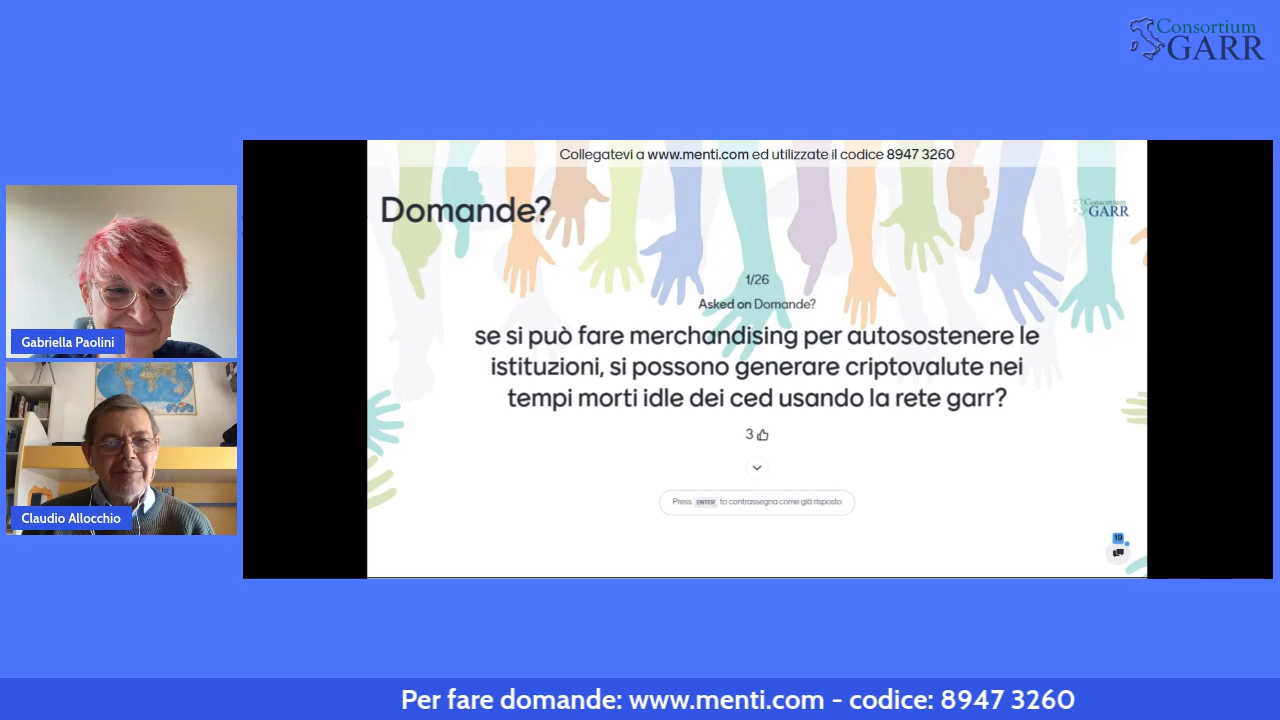 Consortium
GARR
Collegatevi a www.menti.com ed utilizzate il codice 8947 3260
Domande?
Consortium
GARR
1/26
Asked on Domande?
se si può fare merchandising per autosostenere le
istituzioni, si possono generare criptovalute nei
tempi morti idle dei ced usando la rete garr?
3
Press ENTER to contrassegna come già risposto
19
Gabriella Paolini
Claudio Allocchio
Per fare domande: www.menti.com - codice: 8947 3260